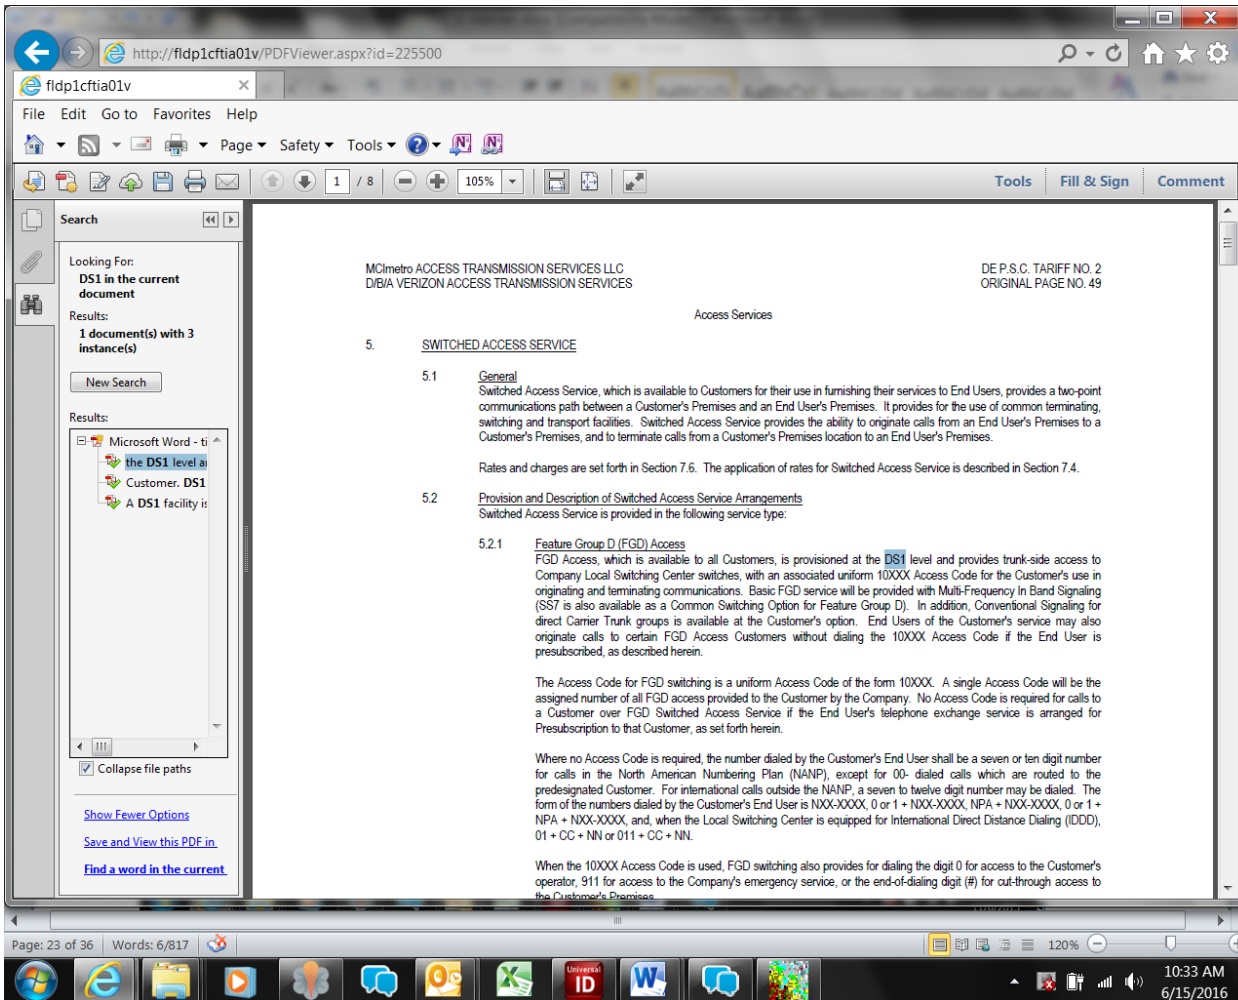 http://fldp1cftia01v/PDFViewer.aspx?id=225500
fldp1cftia01v
File Edit Go to Favorites Help
Page Safety Tools
1 / 8 105% Tools Fill & Sign Comment
Search
Looking For:
DS1 in the current
document
Results:
1 document(s) with 3
instance(s)
New Search
Results:
Microsoft Word - ti
the DS1 level a
Customer. DS1
A DS1 facility is
Collapse file paths
Show Fewer Options
Save and View this PDF in
Find a word in the current
MCImetro ACCESS TRANSMISSION SERVICES LLC DE P.S.C. TARIFF NO. 2
D/B/A VERIZON ACCESS TRANSMISSION SERVICES ORIGINAL PAGE NO. 49
Access Services
5. SWITCHED ACCESS SERVICE
5.1 General
Switched Access Service, which is available to Customers for their use in furnishing their services to End Users, provides a two-point
communications path between a Customer's Premises and an End User's Premises. It provides for the use of common terminating,
switching and transport facilities. Switched Access Service provides the ability to originate calls from an End User's Premises to a
Customer's Premises, and to terminate calls from a Customer's Premises location to an End User's Premises.
Rates and charges are set forth in Section 7.6. The application of rates for Switched Access Service is described in Section 7.4.
5.2 Provision and Description of Switched Access Service Arrangements
Switched Access Service is provided in the following service type:
5.2.1 Feature Group D (FGD) Access
FGD Access, which is available to all Customers, is provisioned at the DS1 level and provides trunk-side access to
Company Local Switching Center switches, with an associated uniform 10XXX Access Code for the Customer's use in
originating and terminating communications. Basic FGD service will be provided with Multi-Frequency In Band Signaling
(SS7 is also available as a Common Switching Option for Feature Group D). In addition, Conventional Signaling for
direct Carrier Trunk groups is available at the Customer's option. End Users of the Customer's service may also
originate calls to certain FGD Access Customers without dialing the 10XXX Access Code if the End User is
presubscribed, as described herein.
The Access Code for FGD switching is a uniform Access Code of the form 10XXX. A single Access Code will be the
assigned number of all FGD access provided to the Customer by the Company. No Access Code is required for calls to
a Customer over FGD Switched Access Service if the End User's telephone exchange service is arranged for
Presubscription to that Customer, as set forth herein.
Where no Access Code is required, the number dialed by the Customer's End User shall be a seven or ten digit number
for calls in the North American Numbering Plan (NANP), except for 00- dialed calls which are routed to the
predesignated Customer. For international calls outside the NANP, a seven to twelve digit number may be dialed. The
form of the numbers dialed by the Customer's End User is NXX-XXXX, 0 or 1 + NXX-XXXX, NPA + NXX-XXXX, 0 or 1 +
NPA + NXX-XXXX, and, when the Local Switching Center is equipped for International Direct Distance Dialing (IDDD),
01 + CC + NN or 011 + CC + NN.
When the 10XXX Access Code is used, FGD switching also provides for dialing the digit 0 for access to the Customer's
operator, 911 for access to the Company's emergency service, or the end-of-dialing digit (#) for cut-through access to
the Customer's Premises
Page: 23 of 36 Words: 6/817 120%
Universal
ID
10:33 AM
6/15/2016